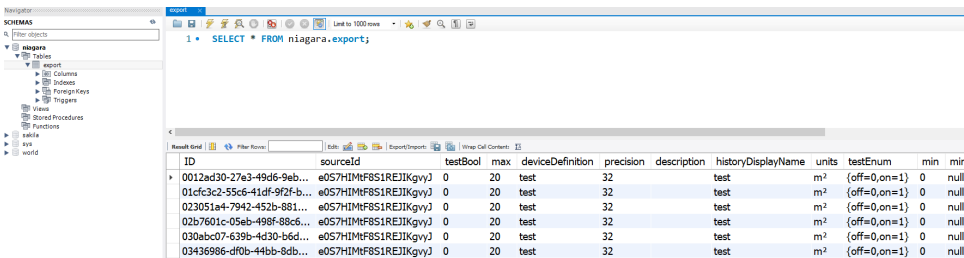 Navigator
SCHEMAS
Filter objects
niagara
Tables
export
Columns
Indexes
Foreign Keys
Triggers
Views
Stored Procedures
Functions
sakila
sys
world
export
Limit to 1000 rows
1 SELECT * FROM niagara.export;
Result Grid Filter Rows: Edit: Export/Import: Wrap Cell Content:
ID sourceId testBool max deviceDefinition precision description historyDisplayName units testEnum min
0012ad30-27e3-49d6-9eb... e0S7HIMtF8S1REJIKgvyJ 0 20 test 32 test m² {off=0,on=1} 0 null
01cfc3c2-55c6-41df-9f2f-b... e0S7HIMtF8S1REJIKgvyJ 0 20 test 32 test m² {off=0,on=1} 0 null
023051a4-7942-452b-881... e0S7HIMtF8S1REJIKgvyJ 0 20 test 32 test m² {off=0,on=1} 0 null
02b7601c-05eb-498f-88c6... e0S7HIMtF8S1REJIKgvyJ 0 20 test 32 test m² {off=0,on=1} 0 null
030abc07-639b-4d30-b6d... e0S7HIMtF8S1REJIKgvyJ 0 20 test 32 test m² {off=0,on=1} 0 null
03436986-df0b-44bb-8db... e0S7HIMtF8S1REJIKgvyJ 0 20 test 32 test m² {off=0,on=1} 0 null